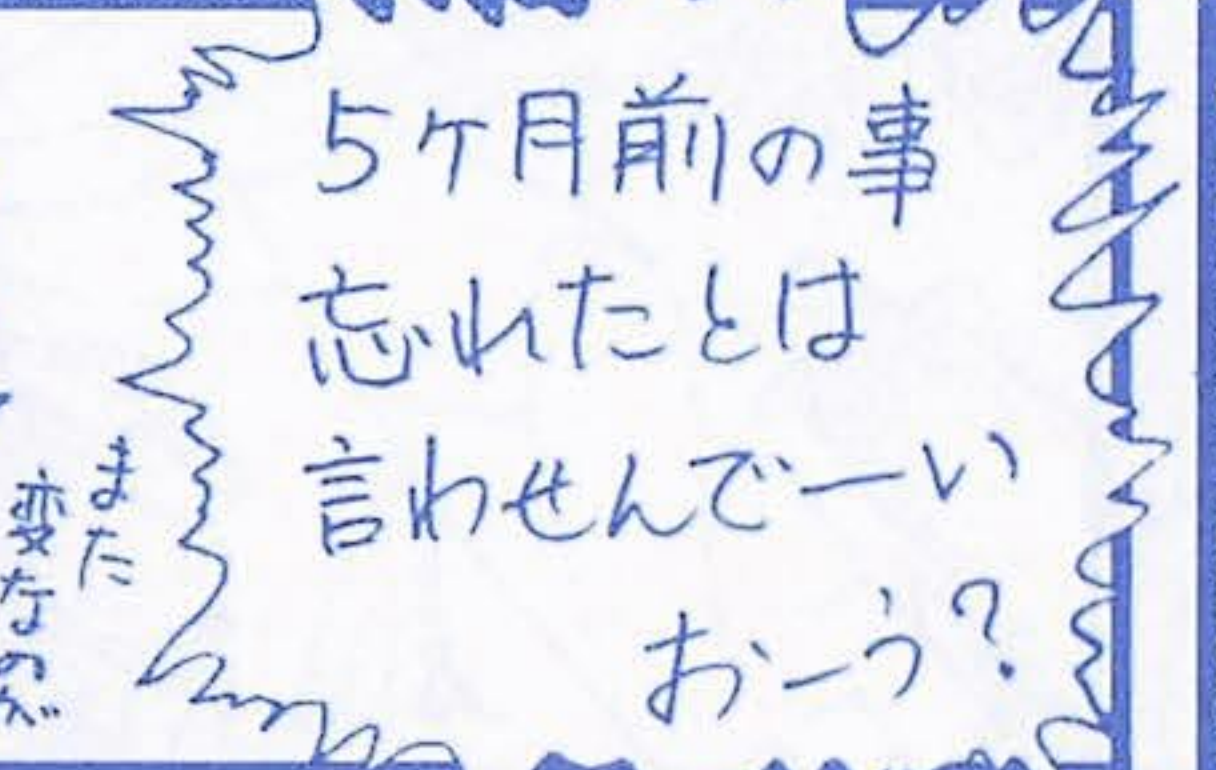 5ケ月前の事
忘れたとは
言わせんでーい
おーう?
また
変なのが